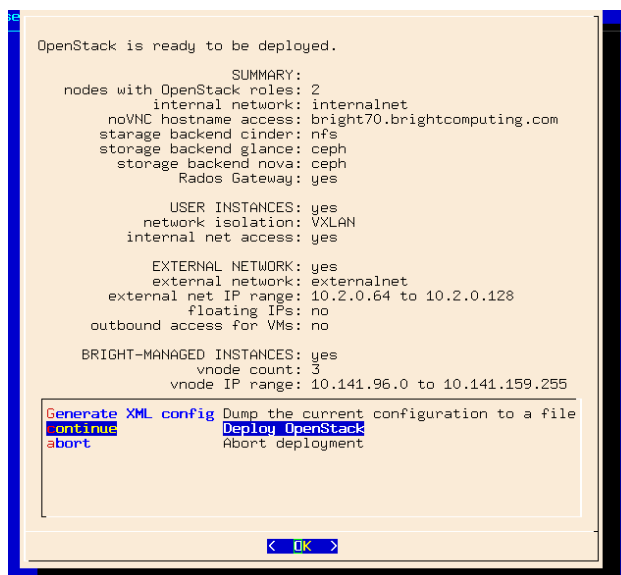 se
OpenStack is ready to be deployed.
SUMMARY:
nodes with OpenStack roles: 2
internal network: internalnet
noVNC hostname access: bright70.brightcomputing.com
starage backend cinder: nfs
storage backend glance: ceph
storage backend nova: ceph
Rados Gateway: yes
USER INSTANCES: yes
network isolation: VXLAN
internal net access: yes
EXTERNAL NETWORK: yes
external network: externalnet
external net IP range: 10.2.0.64 to 10.2.0.128
floating IPs: no
outbound access for VMs: no
BRIGHT-MANAGED INSTANCES: yes
vnode count: 3
vnode IP range: 10.141.96.0 to 10.141.159.255
Generate XML config Dump the current configuration to a file
continue Deploy OpenStack
abort Abort deployment
< OK >